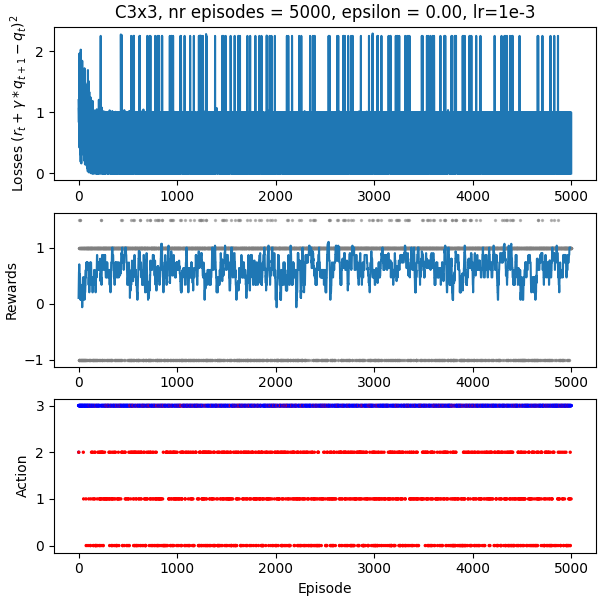 C3x3, nr episodes = 5000, epsilon = 0.00, lr=1e-3
Losses $(r_t + \gamma * q_{t+1} - q_t)^2$
2
1
0
0 1000 2000 3000 4000 5000
Rewards
1
0
−1
0 1000 2000 3000 4000 5000
Action
3
2
1
0
0 1000 2000 3000 4000 5000
Episode